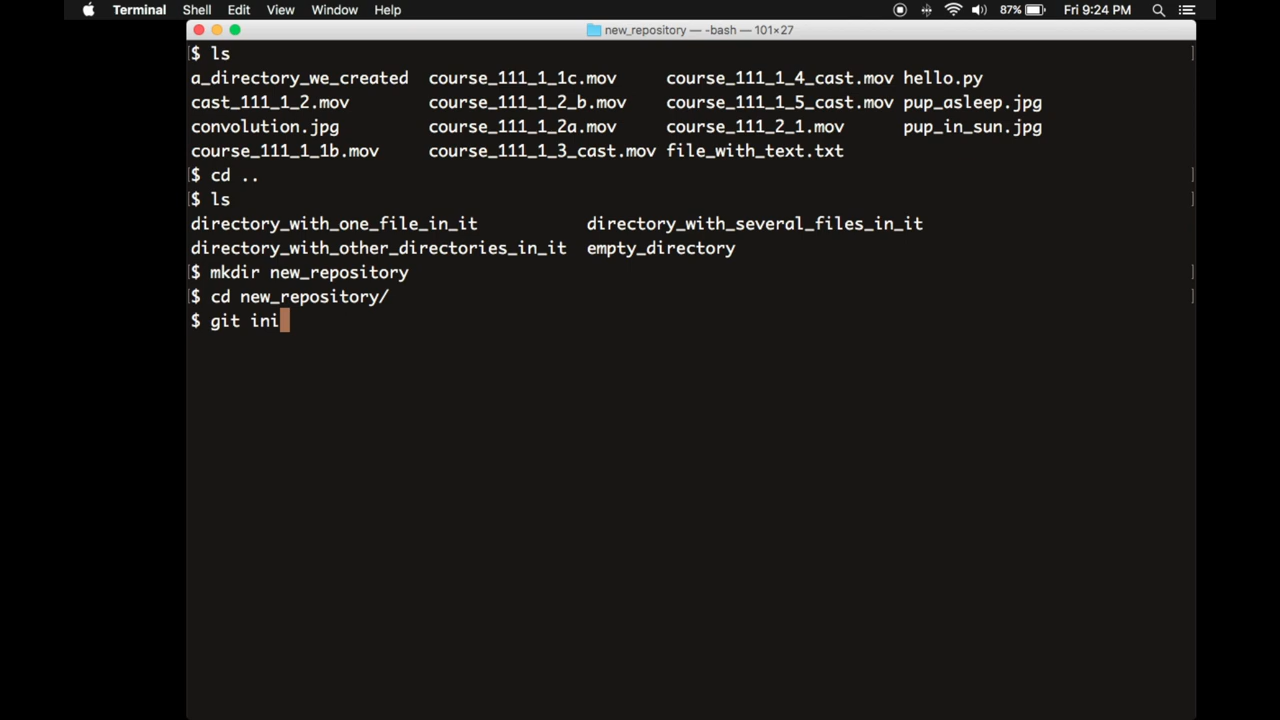 Terminal Shell Edit View Window Help 87% Fri 9:24 PM
new_repository — -bash — 101×27
$ ls
a_directory_we_created course_111_1_1c.mov course_111_1_4_cast.mov hello.py
cast_111_1_2.mov course_111_1_2_b.mov course_111_1_5_cast.mov pup_asleep.jpg
convolution.jpg course_111_1_2a.mov course_111_2_1.mov pup_in_sun.jpg
course_111_1_1b.mov course_111_1_3_cast.mov file_with_text.txt
$ cd ..
$ ls
directory_with_one_file_in_it directory_with_several_files_in_it
directory_with_other_directories_in_it empty_directory
$ mkdir new_repository
$ cd new_repository/
$ git ini